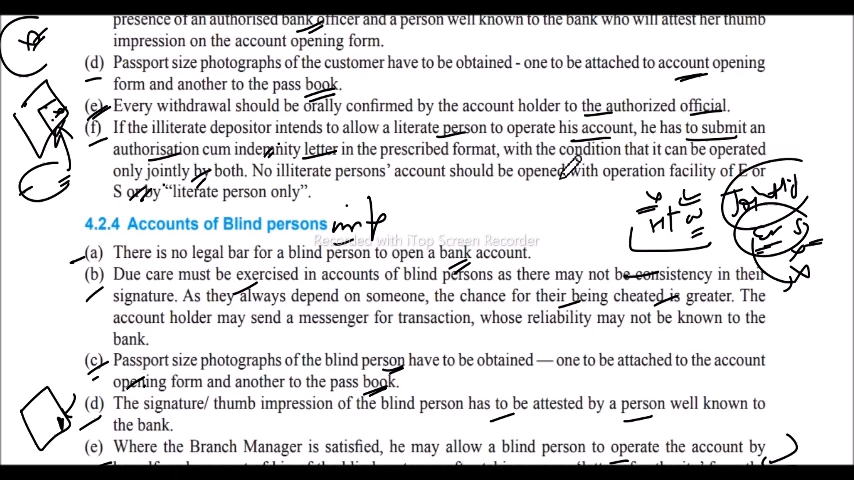 presence of an authorised bank officer and a person well known to the bank who will attest her thumb
impression on the account opening form.
(d) Passport size photographs of the customer have to be obtained - one to be attached to account opening
form and another to the pass book.
(e) Every withdrawal should be orally confirmed by the account holder to the authorized official.
(f) If the illiterate depositor intends to allow a literate person to operate his account, he has to submit an
authorisation cum indemnity letter in the prescribed format, with the condition that it can be operated
only jointly by both. No illiterate persons’ account should be opened with operation facility of E or
S or by “literate person only”.
4.2.4 Accounts of Blind persons
Recorded with iTop Screen Recorder
(a) There is no legal bar for a blind person to open a bank account.
(b) Due care must be exercised in accounts of blind persons as there may not be consistency in their
signature. As they always depend on someone, the chance for their being cheated is greater. The
account holder may send a messenger for transaction, whose reliability may not be known to the
bank.
(c) Passport size photographs of the blind person have to be obtained — one to be attached to the account
opening form and another to the pass book.
(d) The signature/ thumb impression of the blind person has to be attested by a person well known to
the bank.
(e) Where the Branch Manager is satisfied, he may allow a blind person to operate the account by